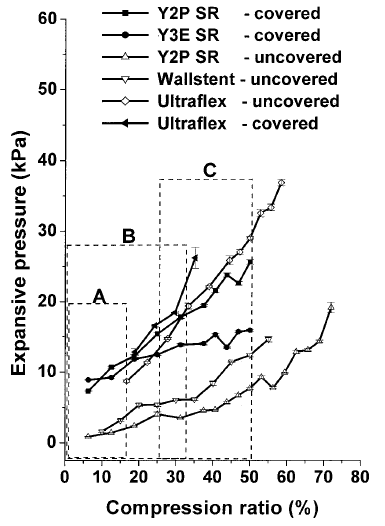 60
50
40
30
20
10
0
Expansive pressure (kPa)
Y2P SR - covered
Y3E SR - covered
Y2P SR - uncovered
Wallstent - uncovered
Ultraflex - uncovered
Ultraflex - covered
C
B
A
0 10 20 30 40 50 60 70 80
Compression ratio (%)